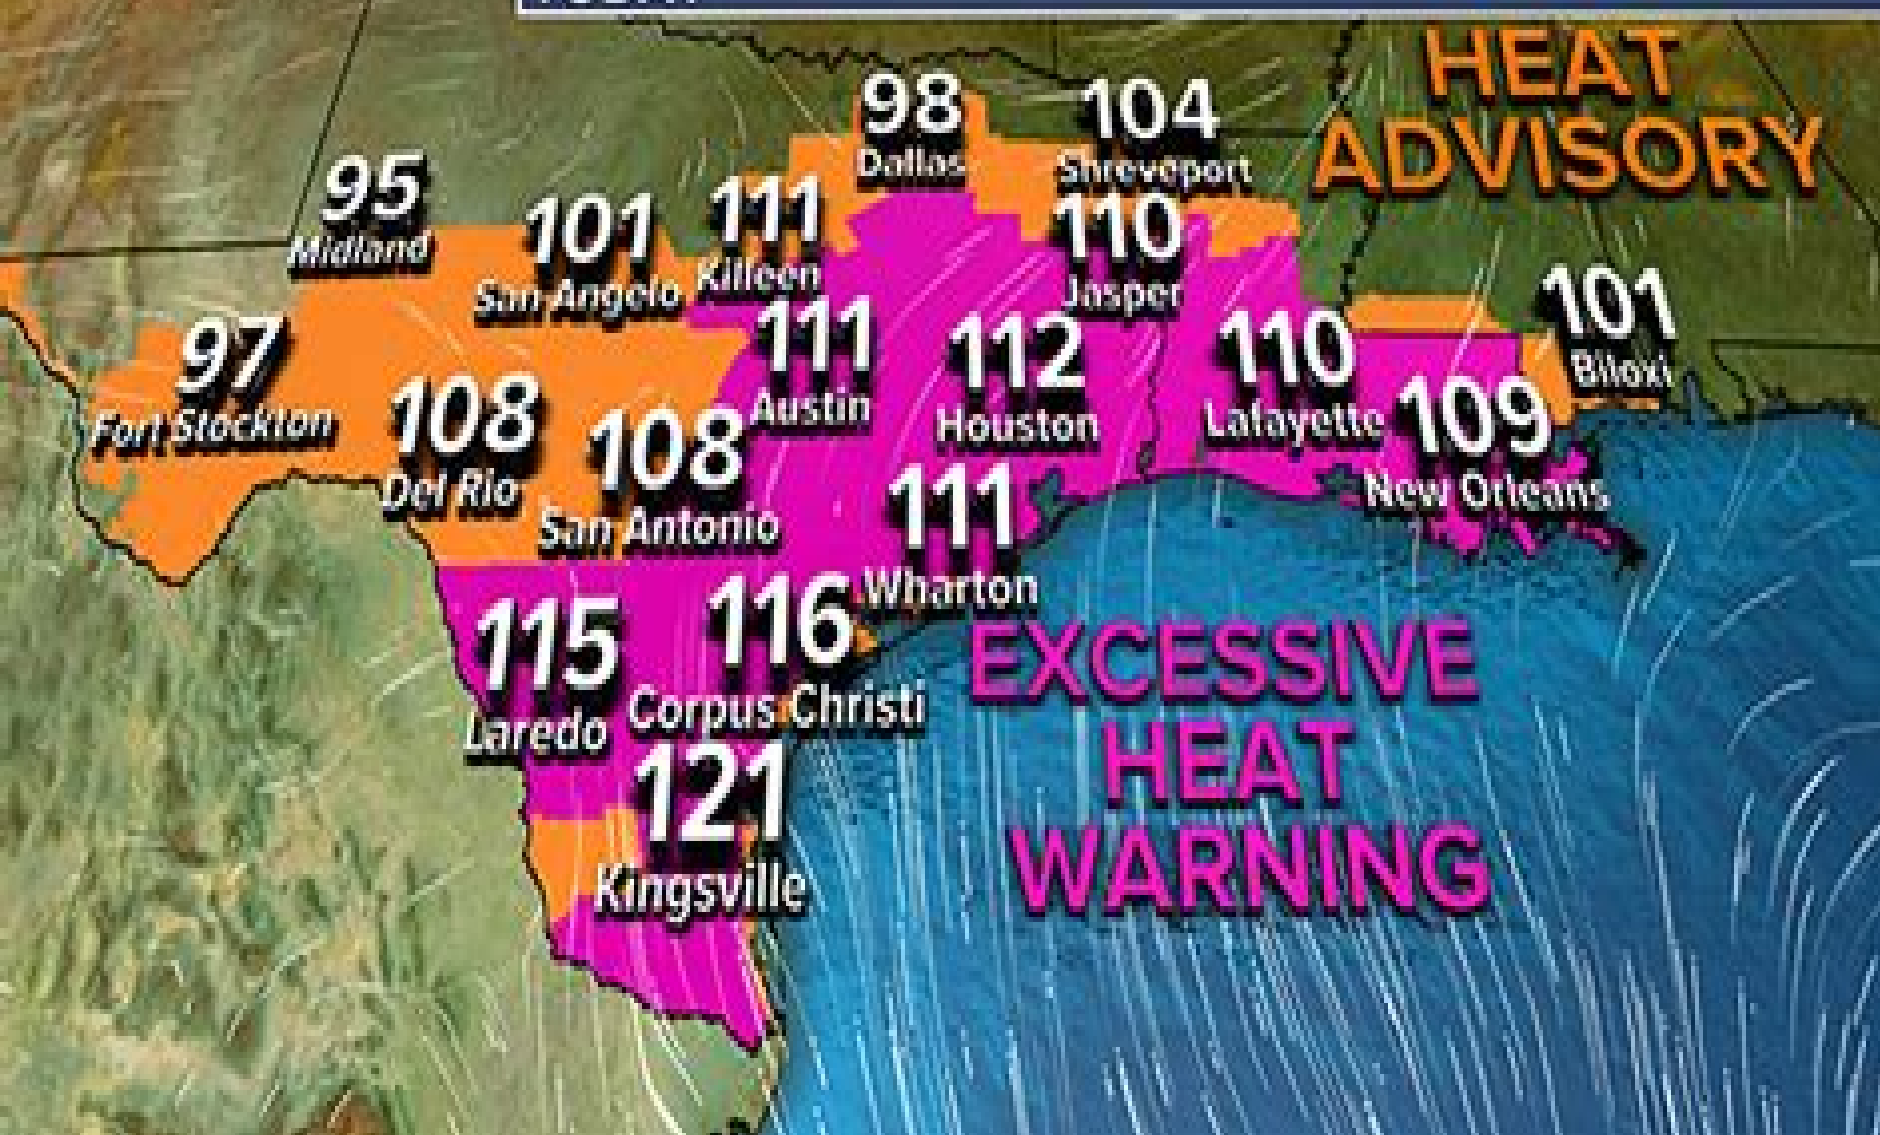 HEAT
ADVISORY
98
Dallas
104
Shreveport
95
Midland
101
San Angelo
111
Killeen
110
Jasper
101
Biloxi
97
Fort Stockton
108
Del Rio
108
San Antonio
111
Austin
112
Houston
110
Lafayette
109
New Orleans
111
Wharton
115
Laredo
116
Corpus Christi
121
Kingsville
EXCESSIVE
HEAT
WARNING